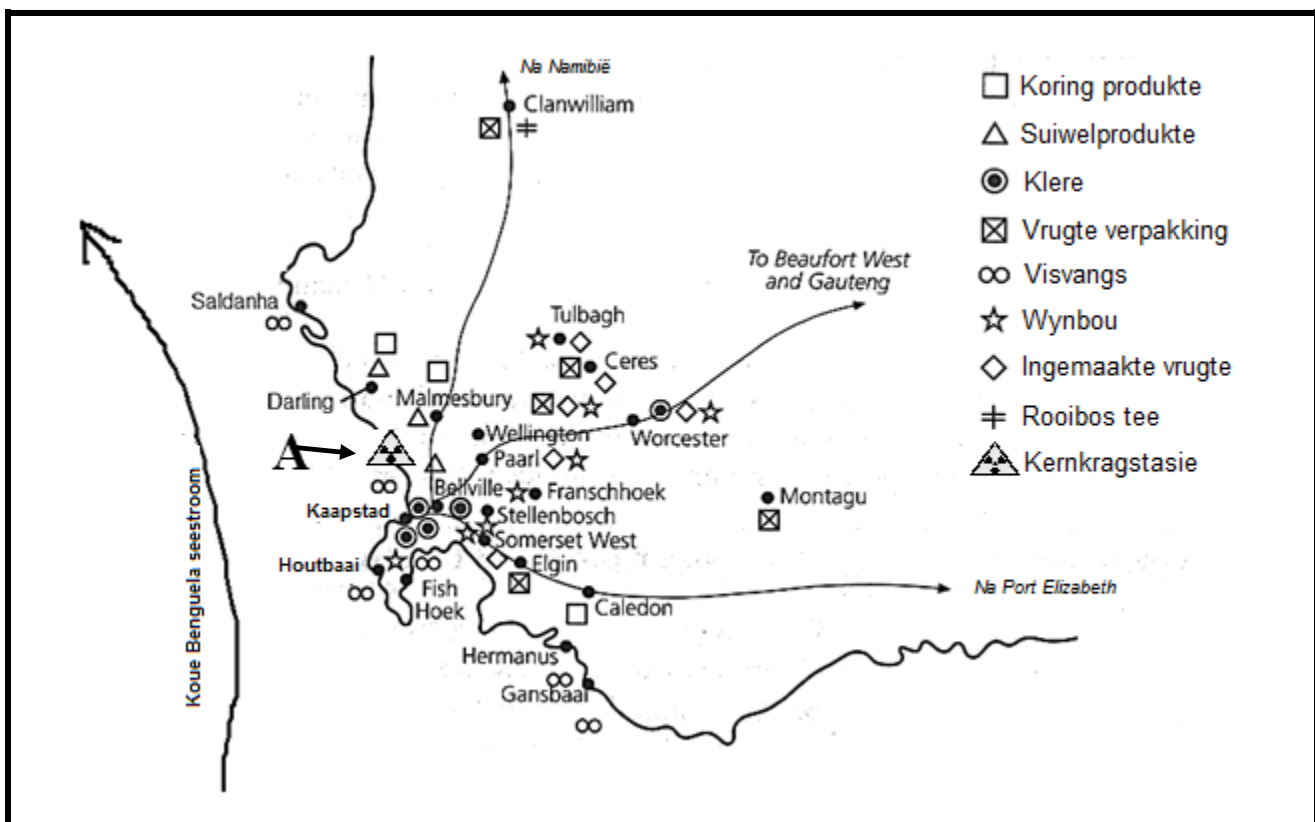 Na Namibië
Clanwilliam
Koring produkte
Suiwelprodukte
Klere
Vrugte verpakking
Visvangs
Wynbou
Ingemaakte vrugte
Rooibos tee
Kernkragstasie
To Beaufort West
and Gauteng
Saldanha
Tulbagh
Ceres
Darling
Malmesbury
Worcester
A
Wellington
Paarl
Koue Benguela seestroom
Bellville
Franschhoek
Montagu
Kaapstad
Stellenbosch
Somerset West
Houtbaai
Elgin
Fish
Hoek
Caledon
Na Port Elizabeth
Hermanus
Gansbaai